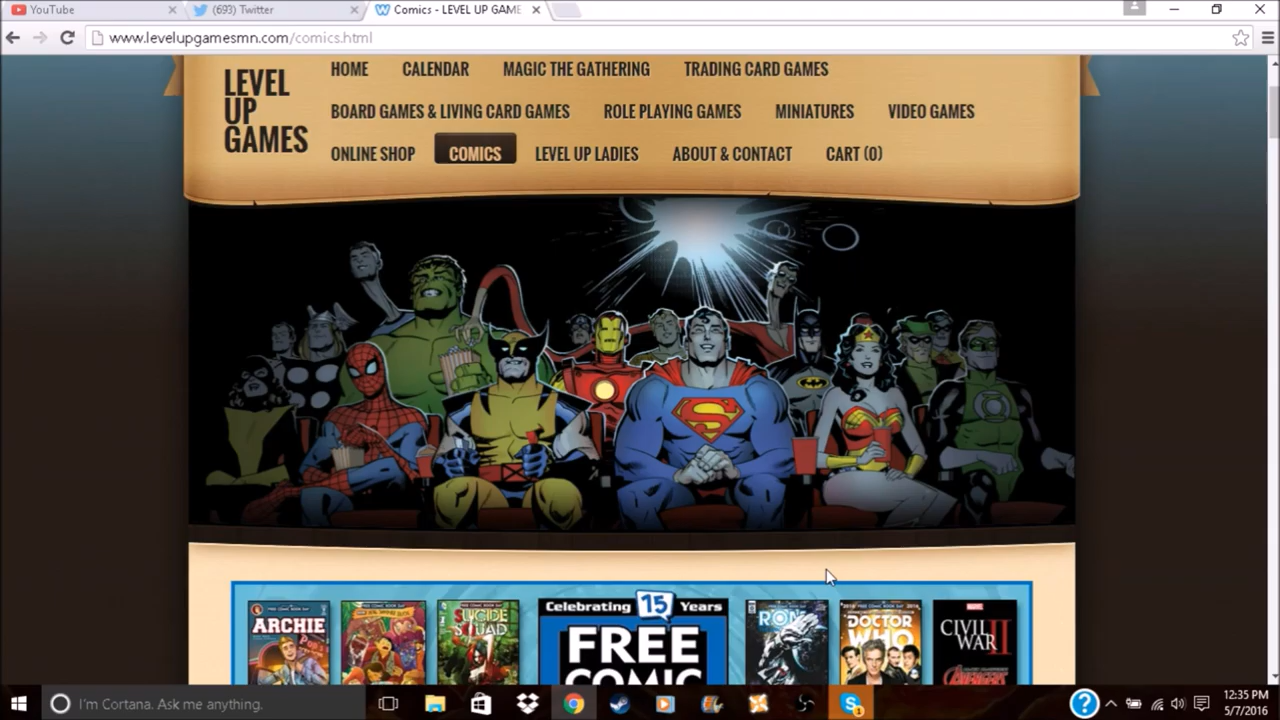 YouTube
(693) Twitter
Comics - LEVEL UP GAME
www.levelupgamesmn.com/comics.html
LEVEL
UP
GAMES
HOME CALENDAR MAGIC THE GATHERING TRADING CARD GAMES
BOARD GAMES & LIVING CARD GAMES ROLE PLAYING GAMES MINIATURES VIDEO GAMES
ONLINE SHOP COMICS LEVEL UP LADIES ABOUT & CONTACT CART (0)
S
Celebrating 15 Years
FREE
COMIC
ARCHIE
SUICIDE
SQUAD
ROM
DOCTOR
WHO
MARVEL
CIVIL
WAR II
AVENGERS
I'm Cortana. Ask me anything.
12:35 PM
5/7/2016